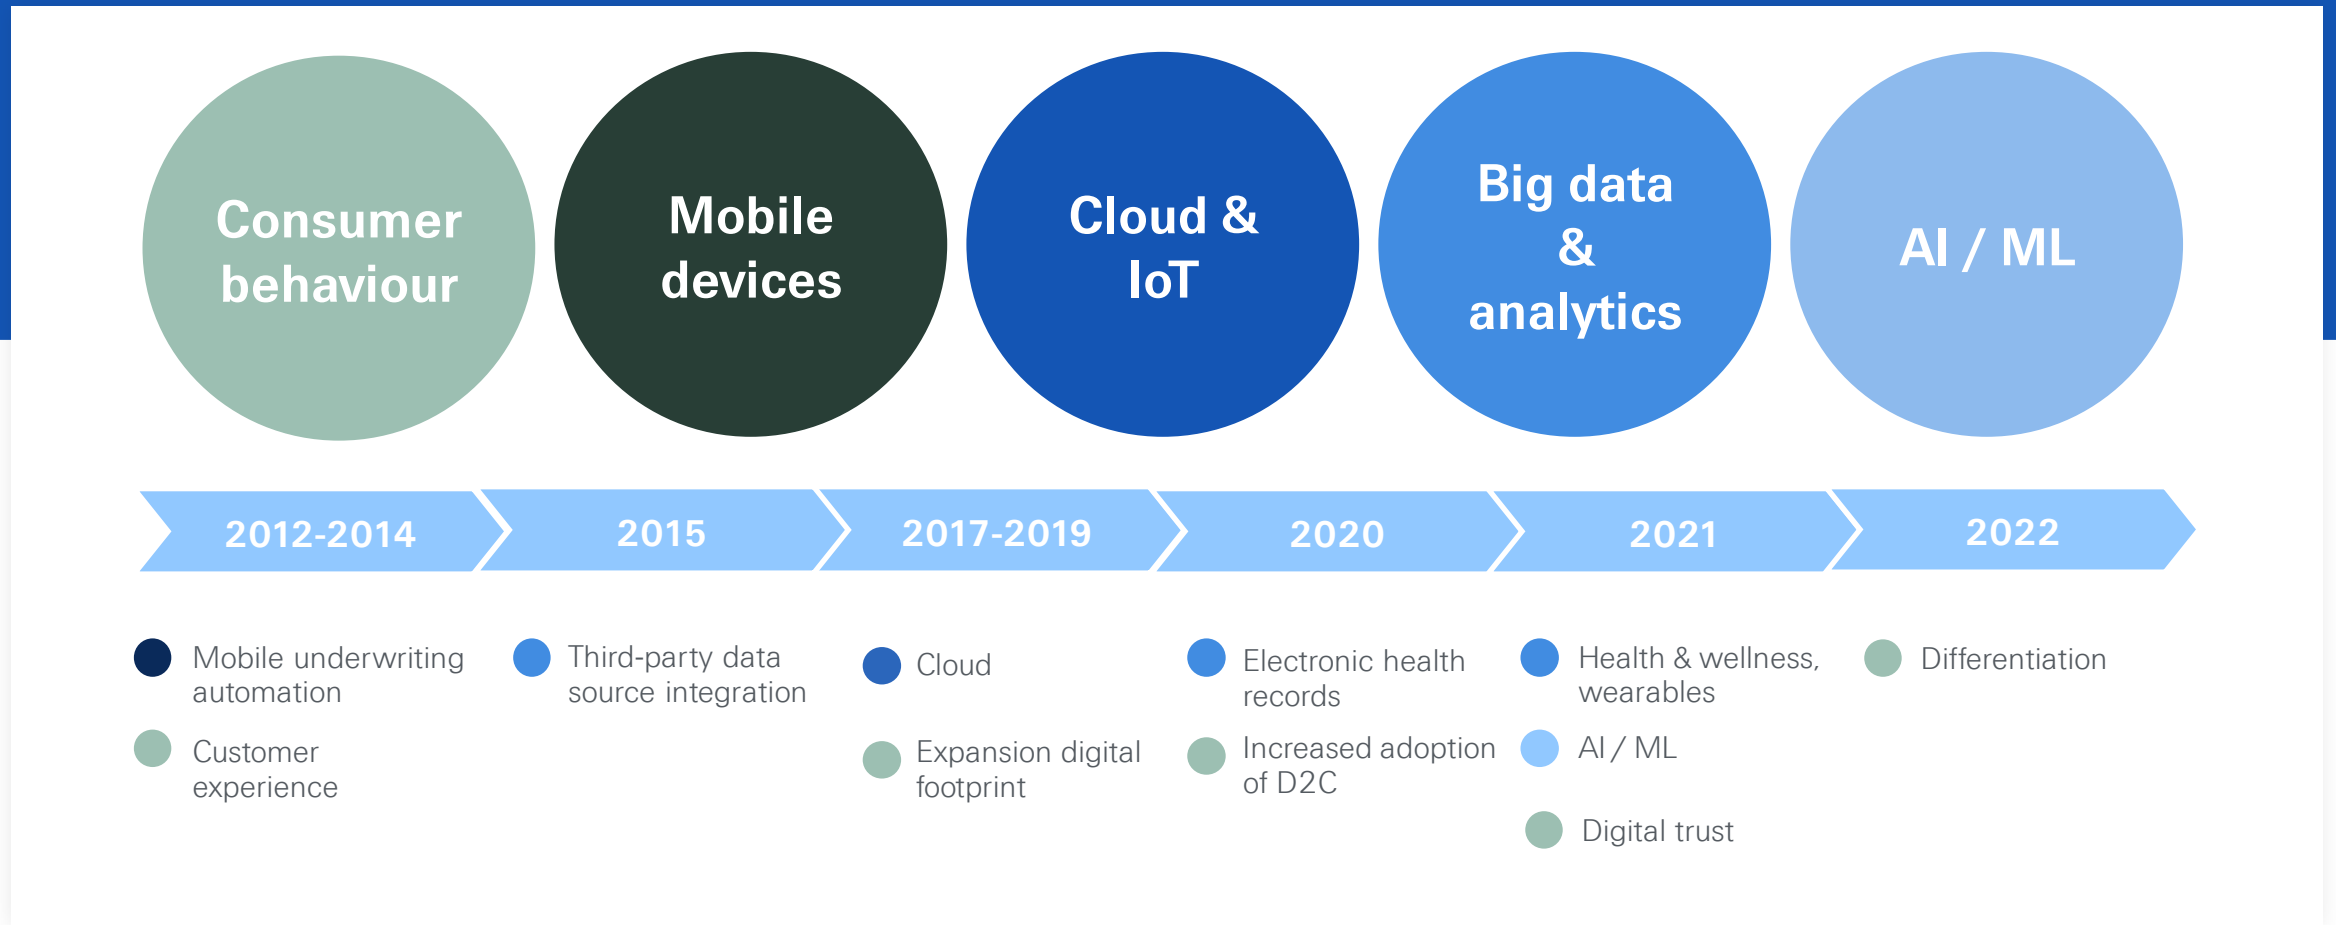 Consumer
behaviour
Mobile
devices
Cloud &
IoT
Big data
&
analytics
AI / ML
2012-2014
2015
2017-2019
2020
2021
2022
Mobile underwriting
automation
Customer
experience
Third-party data
source integration
Cloud
Expansion digital
footprint
Electronic health
records
Increased adoption
of D2C
Health & wellness,
wearables
AI / ML
Digital trust
Differentiation